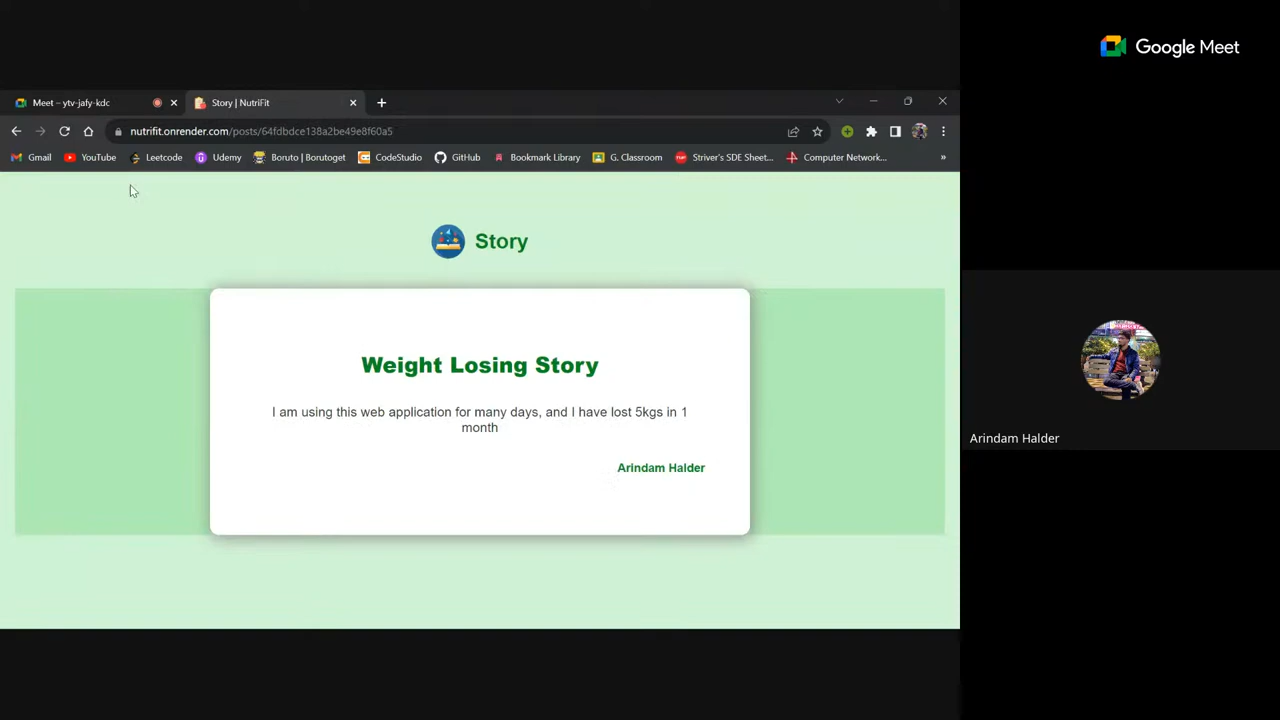 Google Meet
Meet – ytv-jafy-kdc
Story | NutriFit
nutrifit.onrender.com/posts/64fdbdce138a2be49e8f60a5
Gmail YouTube Leetcode Udemy Boruto | Borutoget CodeStudio GitHub Bookmark Library G. Classroom Striver's SDE Sheet... Computer Network... »
Story
Weight Losing Story
I am using this web application for many days, and I have lost 5kgs in 1
month
Arindam Halder
Arindam Halder